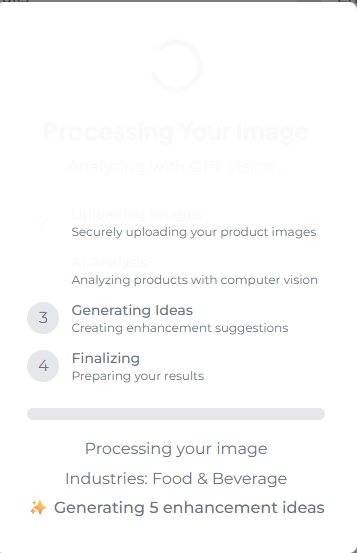 Processing Your Image
Analyzing with GPT Vision...
Uploading Images
Securely uploading your product images
AI Analysis
Analyzing products with computer vision
3
Generating Ideas
Creating enhancement suggestions
4
Finalizing
Preparing your results
Processing your image
Industries: Food & Beverage
✨ Generating 5 enhancement ideas